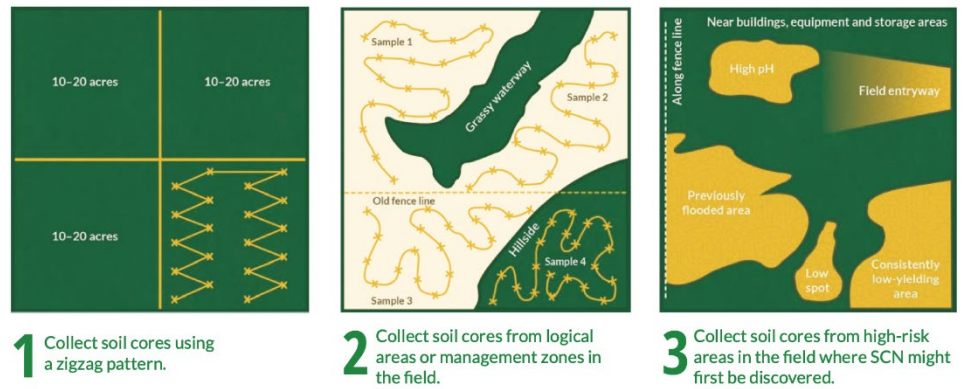 10–20 acres
10–20 acres
10–20 acres
1
Collect soil cores using
a zigzag pattern.
Sample 1
Grassy waterway
Sample 2
Old fence line
Hillside
Sample 4
Sample 3
2
Collect soil cores from logical
areas or management zones in
the field.
Near buildings, equipment and storage areas
Along fence line
High pH
Field entryway
Previously
flooded area
Low
spot
Consistently
low-yielding
area
3
Collect soil cores from high-risk
areas in the field where SCN might
first be discovered.